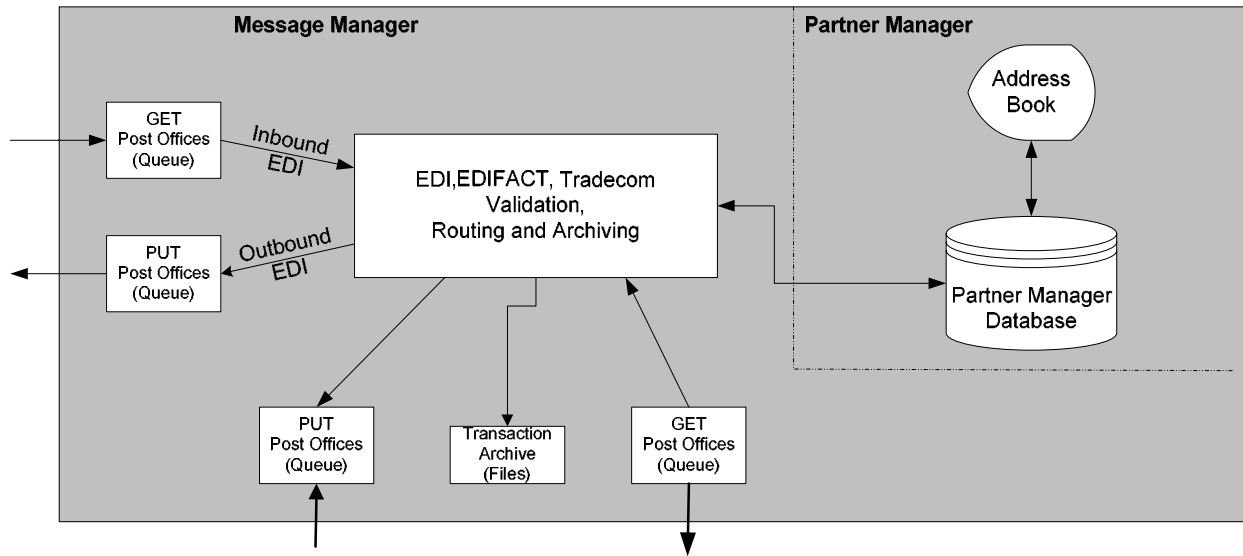 Message Manager
Partner Manager
Address
Book
GET
Post Offices
(Queue)
Inbound
EDI
EDI,EDIFACT, Tradecom
Validation,
Routing and Archiving
PUT
Post Offices
(Queue)
Outbound
EDI
Partner Manager
Database
PUT
Post Offices
(Queue)
Transaction
Archive
(Files)
GET
Post Offices
(Queue)